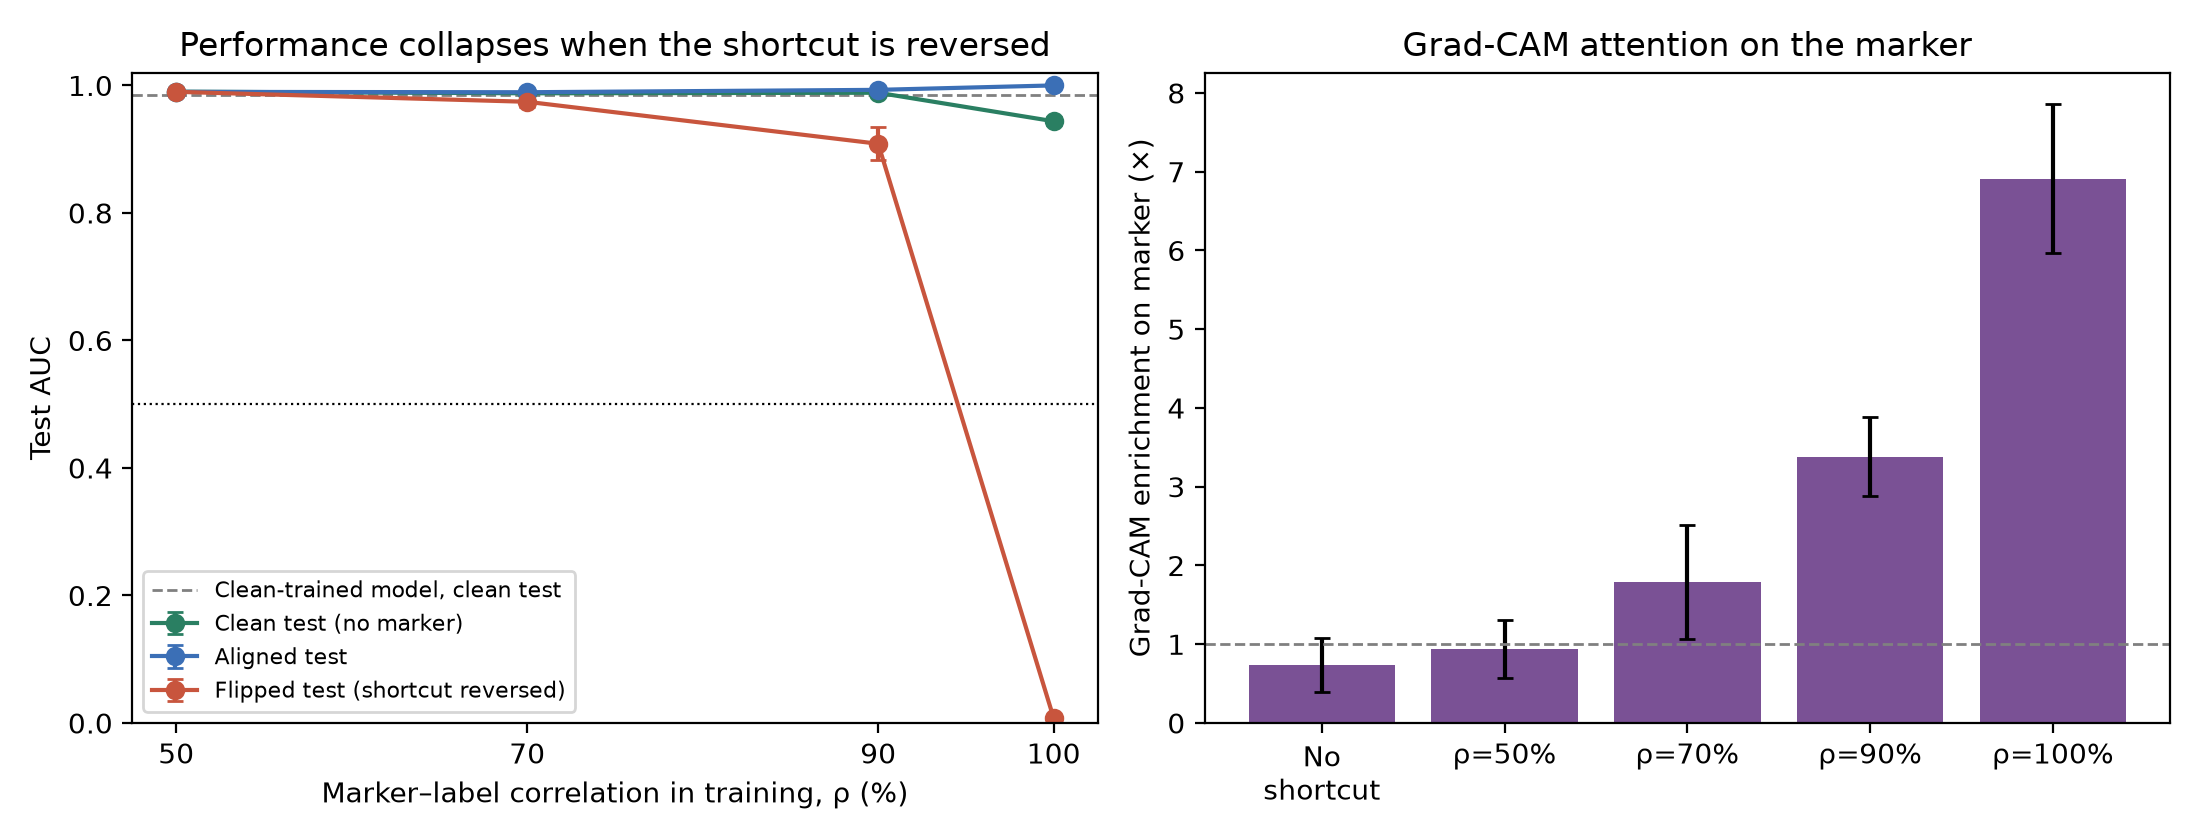 Performance collapses when the shortcut is reversed
1.0
0.8
0.6
0.4
0.2
0.0
Test AUC
Clean-trained model, clean test
Clean test (no marker)
Aligned test
Flipped test (shortcut reversed)
50
70
90
100
Marker–label correlation in training, ρ (%)
Grad-CAM attention on the marker
8
7
6
5
4
3
2
1
0
Grad-CAM enrichment on marker (×)
No
shortcut
ρ=50%
ρ=70%
ρ=90%
ρ=100%